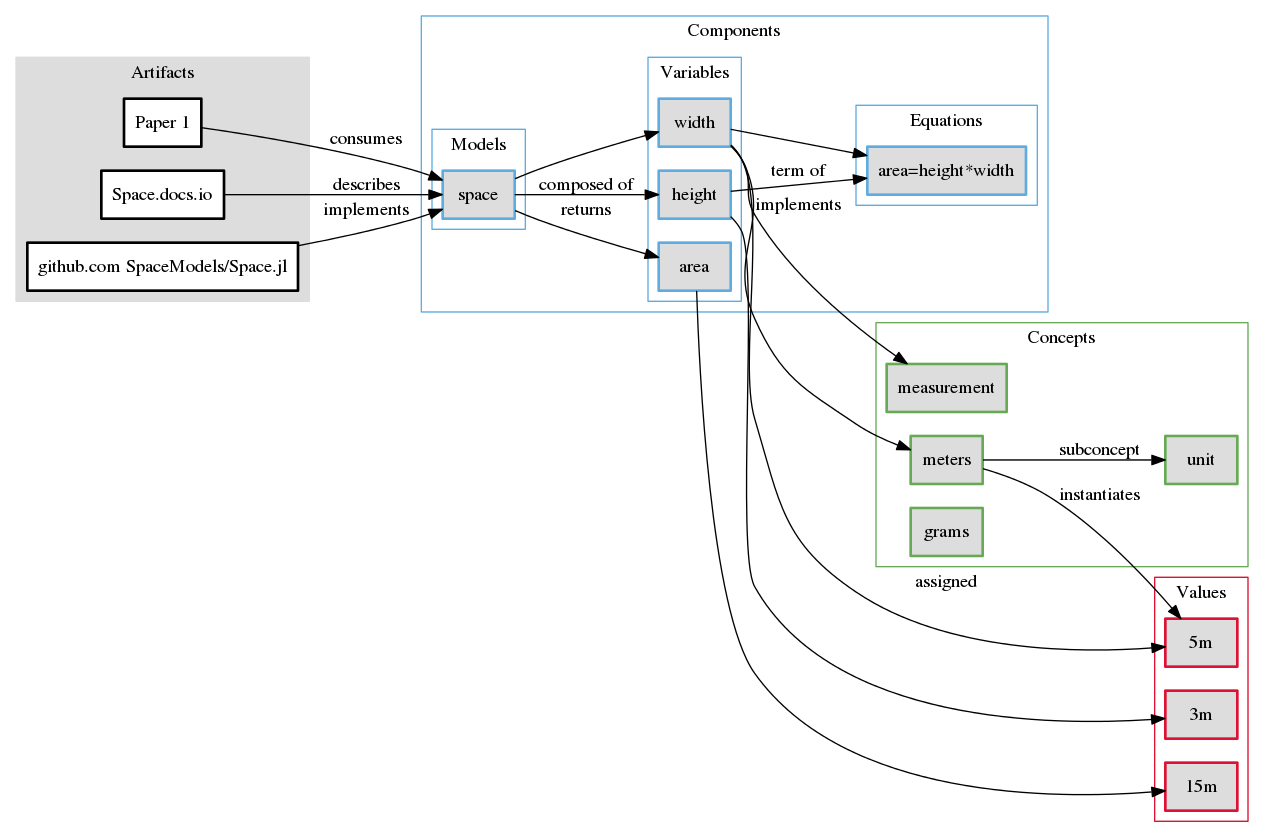 Components
Artifacts
Variables
Paper 1
consumes
width
Equations
Models
term of
area=height*width
Space.docs.io
describes
space
composed of
height
implements
returns
implements
github.com SpaceModels/Space.jl
area
Concepts
measurement
meters
subconcept
unit
instantiates
grams
assigned
Values
5m
3m
15m